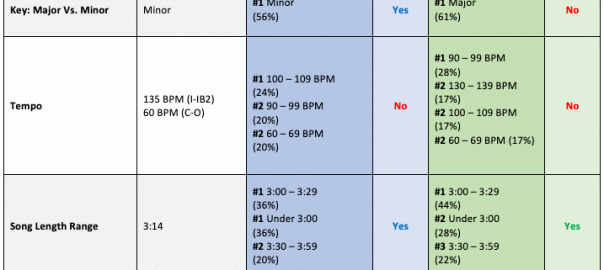 Key: Major Vs. Minor
Minor
#1 Minor
(56%)
Yes
#1 Major
(61%)
No
Tempo
135 BPM (I-IB2)
60 BPM (C-O)
#1 100 – 109 BPM
(24%)
#2 90 – 99 BPM
(20%)
#2 60 – 69 BPM
(20%)
No
#1 90 – 99 BPM
(28%)
#2 130 – 139 BPM
(17%)
#2 100 – 109 BPM
(17%)
#2 60 – 69 BPM (17%)
No
Song Length Range
3:14
#1 3:00 – 3:29
(36%)
#1 Under 3:00
(36%)
#2 3:30 – 3:59
(20%)
Yes
#1 3:00 – 3:29
(44%)
#2 Under 3:00
(28%)
#3 3:30 – 3:59
(22%)
Yes